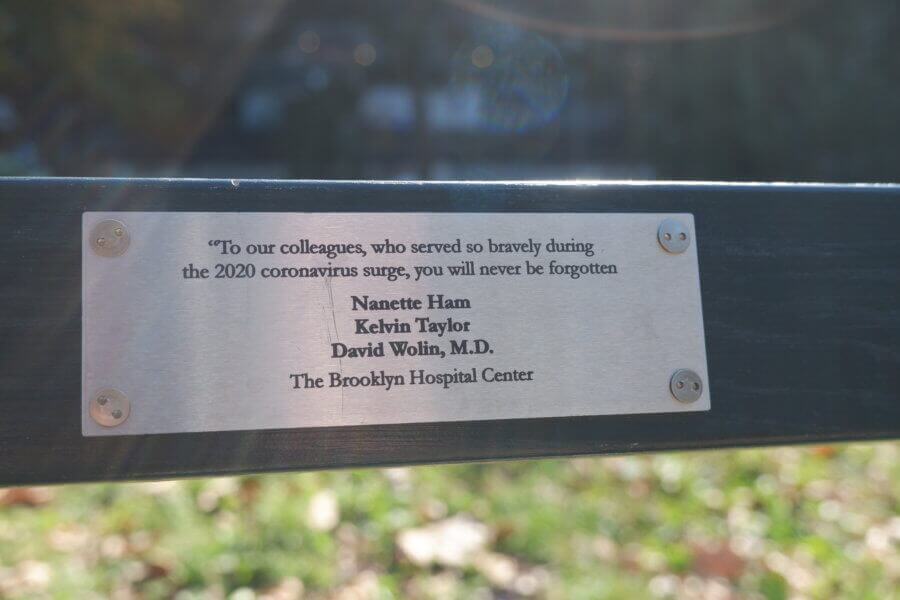 “To our colleagues, who served so bravely during
the 2020 coronavirus surge, you will never be forgotten
Nanette Ham
Kelvin Taylor
David Wolin, M.D.
The Brooklyn Hospital Center